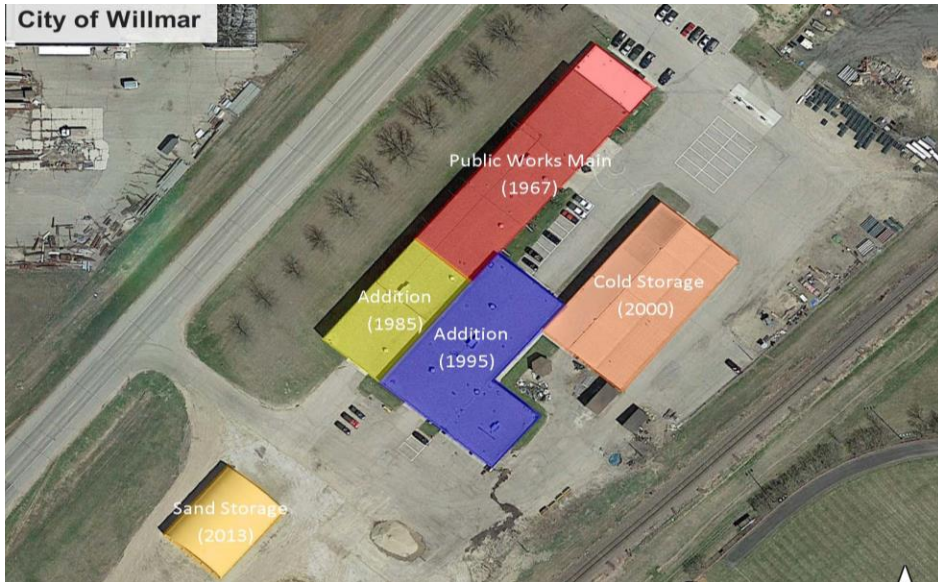 City of Willmar
Public Works Main
(1967)
Cold Storage
(2000)
Addition
(1985)
Addition
(1995)
Sand Storage
(2013)